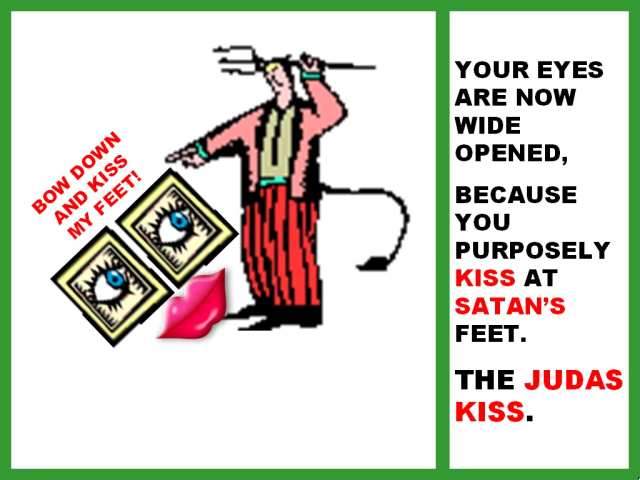 BOW DOWN
AND KISS
MY FEET!
YOUR EYES
ARE NOW
WIDE
OPENED,
BECAUSE
YOU
PURPOSELY
KISS AT
SATAN'S
FEET.
THE JUDAS
KISS.